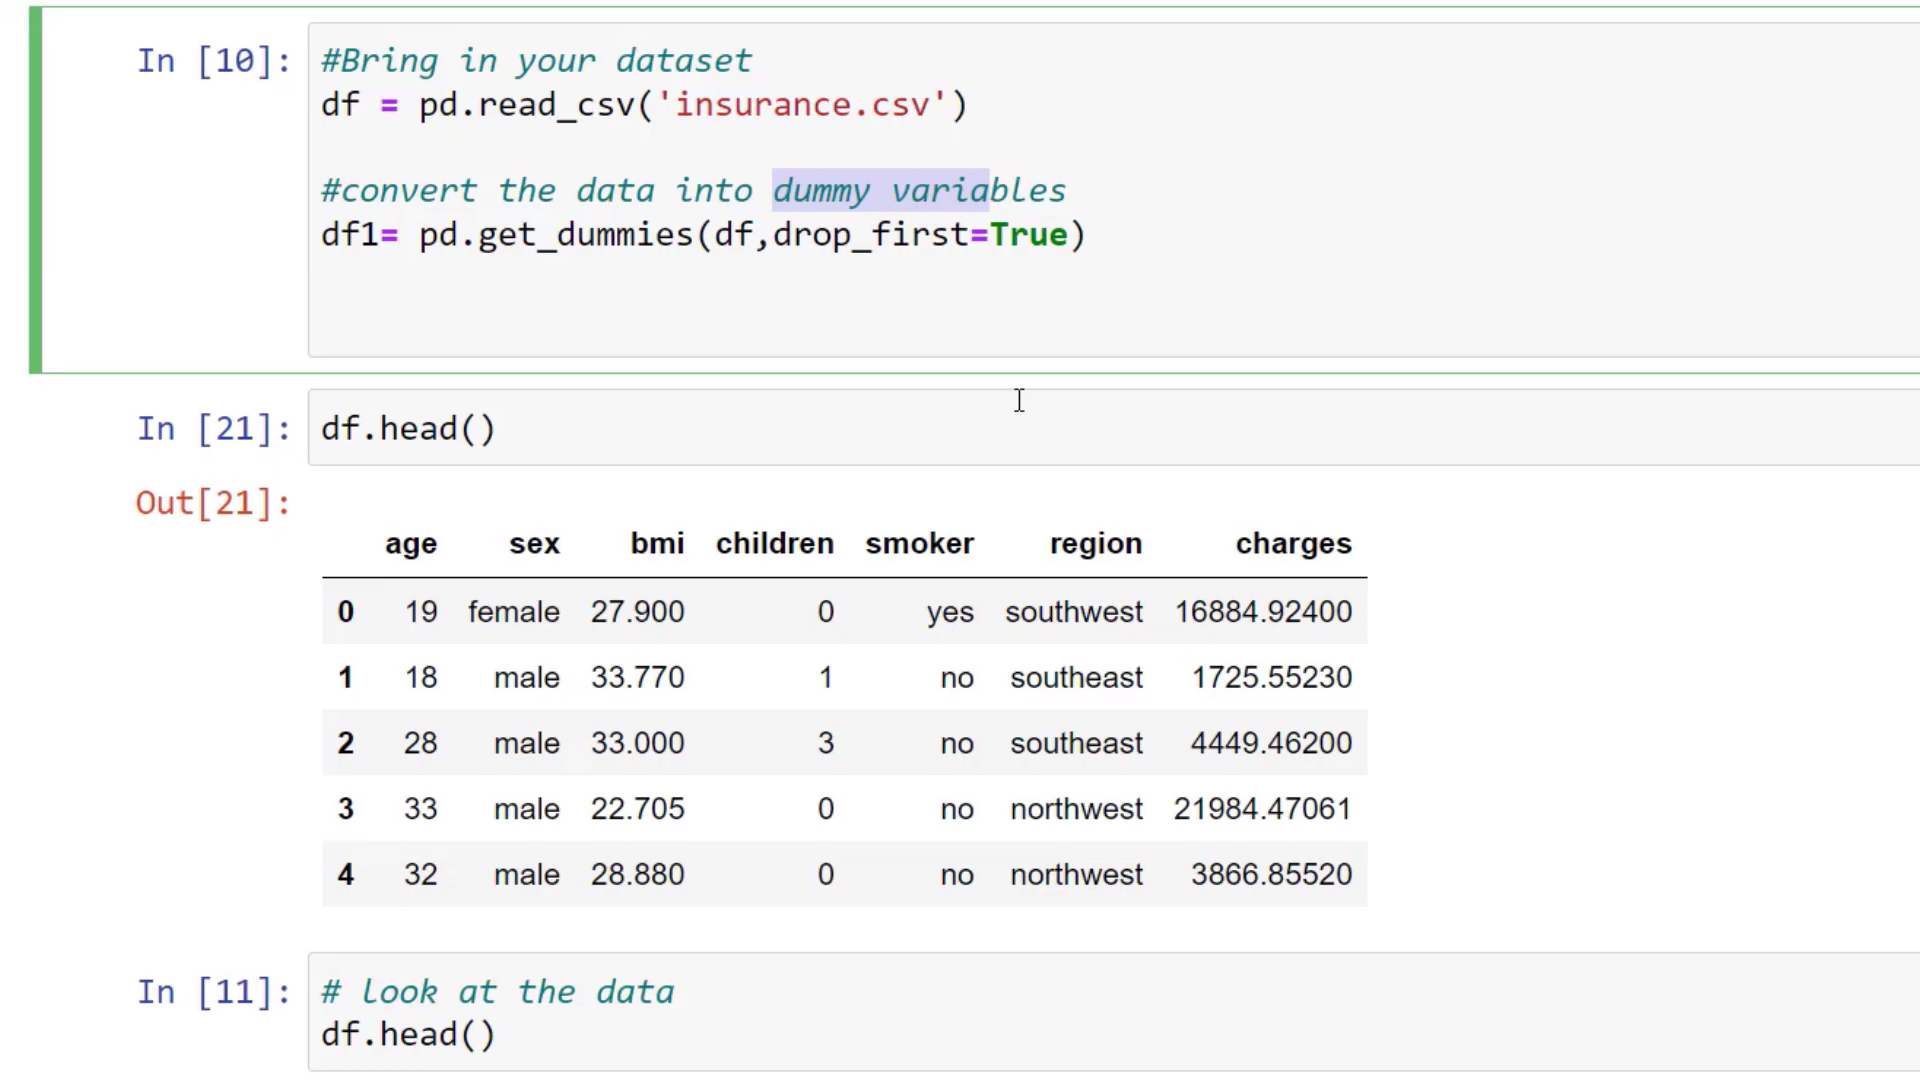 In [10]: #Bring in your dataset
df = pd.read_csv('insurance.csv')
#convert the data into dummy variables
df1= pd.get_dummies(df,drop_first=True)
In [21]: df.head()
Out[21]:
age sex bmi children smoker region charges
0 19 female 27.900 0 yes southwest 16884.92400
1 18 male 33.770 1 no southeast 1725.55230
2 28 male 33.000 3 no southeast 4449.46200
3 33 male 22.705 0 no northwest 21984.47061
4 32 male 28.880 0 no northwest 3866.85520
In [11]: # look at the data
df.head()